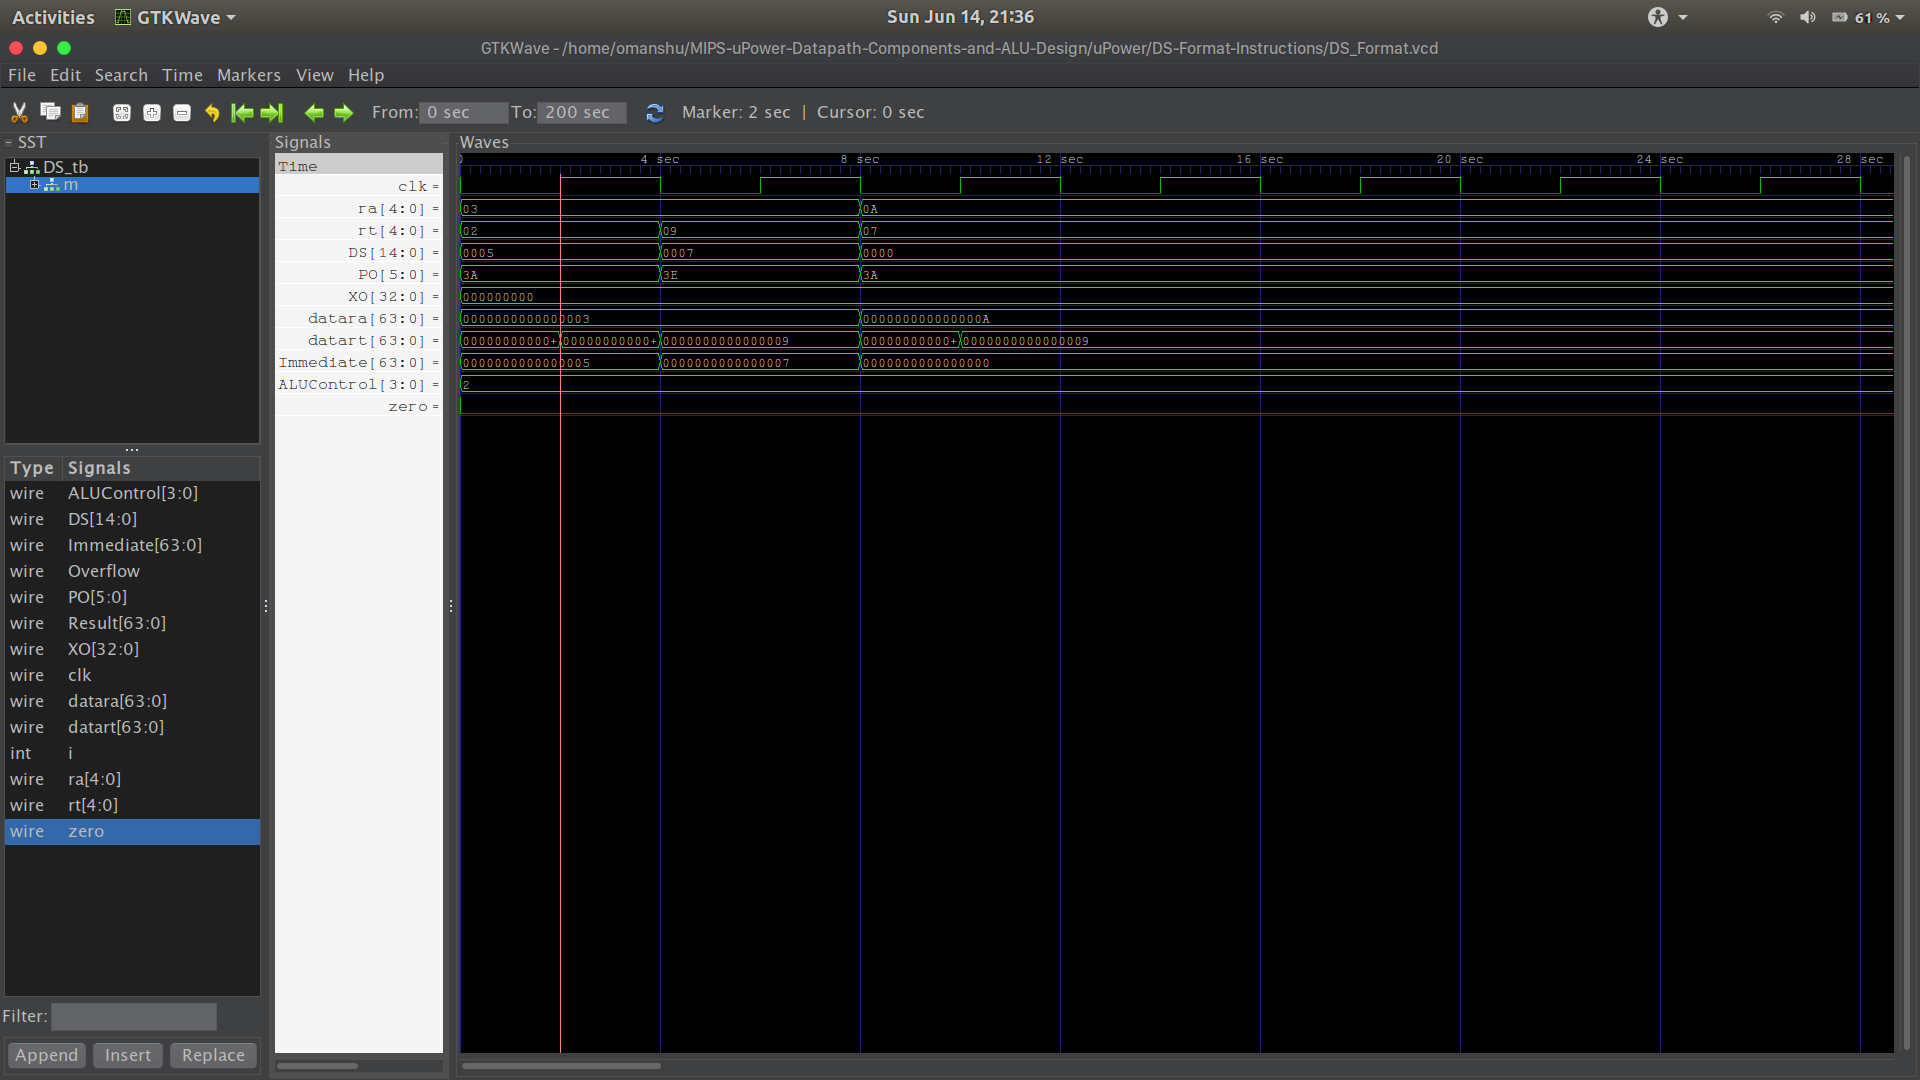 Activities GTKWave Sun Jun 14, 21:36 61 %
GTKWave - /home/omanshu/MIPS-uPower-Datapath-Components-and-ALU-Design/uPower/DS-Format-Instructions/DS_Format.vcd
File Edit Search Time Markers View Help
From: 0 sec To: 200 sec Marker: 2 sec | Cursor: 0 sec
SST
DS_tb
m
Type Signals
wire ALUControl[3:0]
wire DS[14:0]
wire Immediate[63:0]
wire Overflow
wire PO[5:0]
wire Result[63:0]
wire XO[32:0]
wire clk
wire datara[63:0]
wire datart[63:0]
int i
wire ra[4:0]
wire rt[4:0]
wire zero
Filter:
Append Insert Replace
Signals
Time
clk =
ra[4:0] =
rt[4:0] =
DS[14:0] =
PO[5:0] =
XO[32:0] =
datara[63:0] =
datart[63:0] =
Immediate[63:0] =
ALUControl[3:0] =
zero =
Waves
0 4 sec 8 sec 12 sec 16 sec 20 sec 24 sec 28 sec
03 0A
02 09 07
0005 0007 0000
3A 3E 3A
000000000
0000000000000003 000000000000000A
00000000000+ 00000000000+ 0000000000000009 00000000000+ 0000000000000009
0000000000000005 0000000000000007 0000000000000000
2